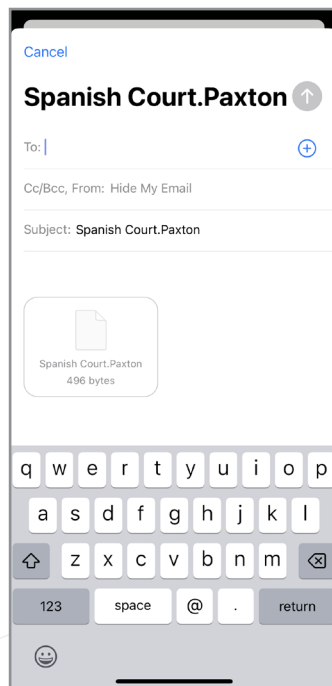 Cancel
Spanish Court.Paxton
To:
Cc/Bcc, From: Hide My Email
Subject: Spanish Court.Paxton
Spanish Court.Paxton
496 bytes
q w e r t y u i o p
a s d f g h j k l
z x c v b n m
123 space @ . return